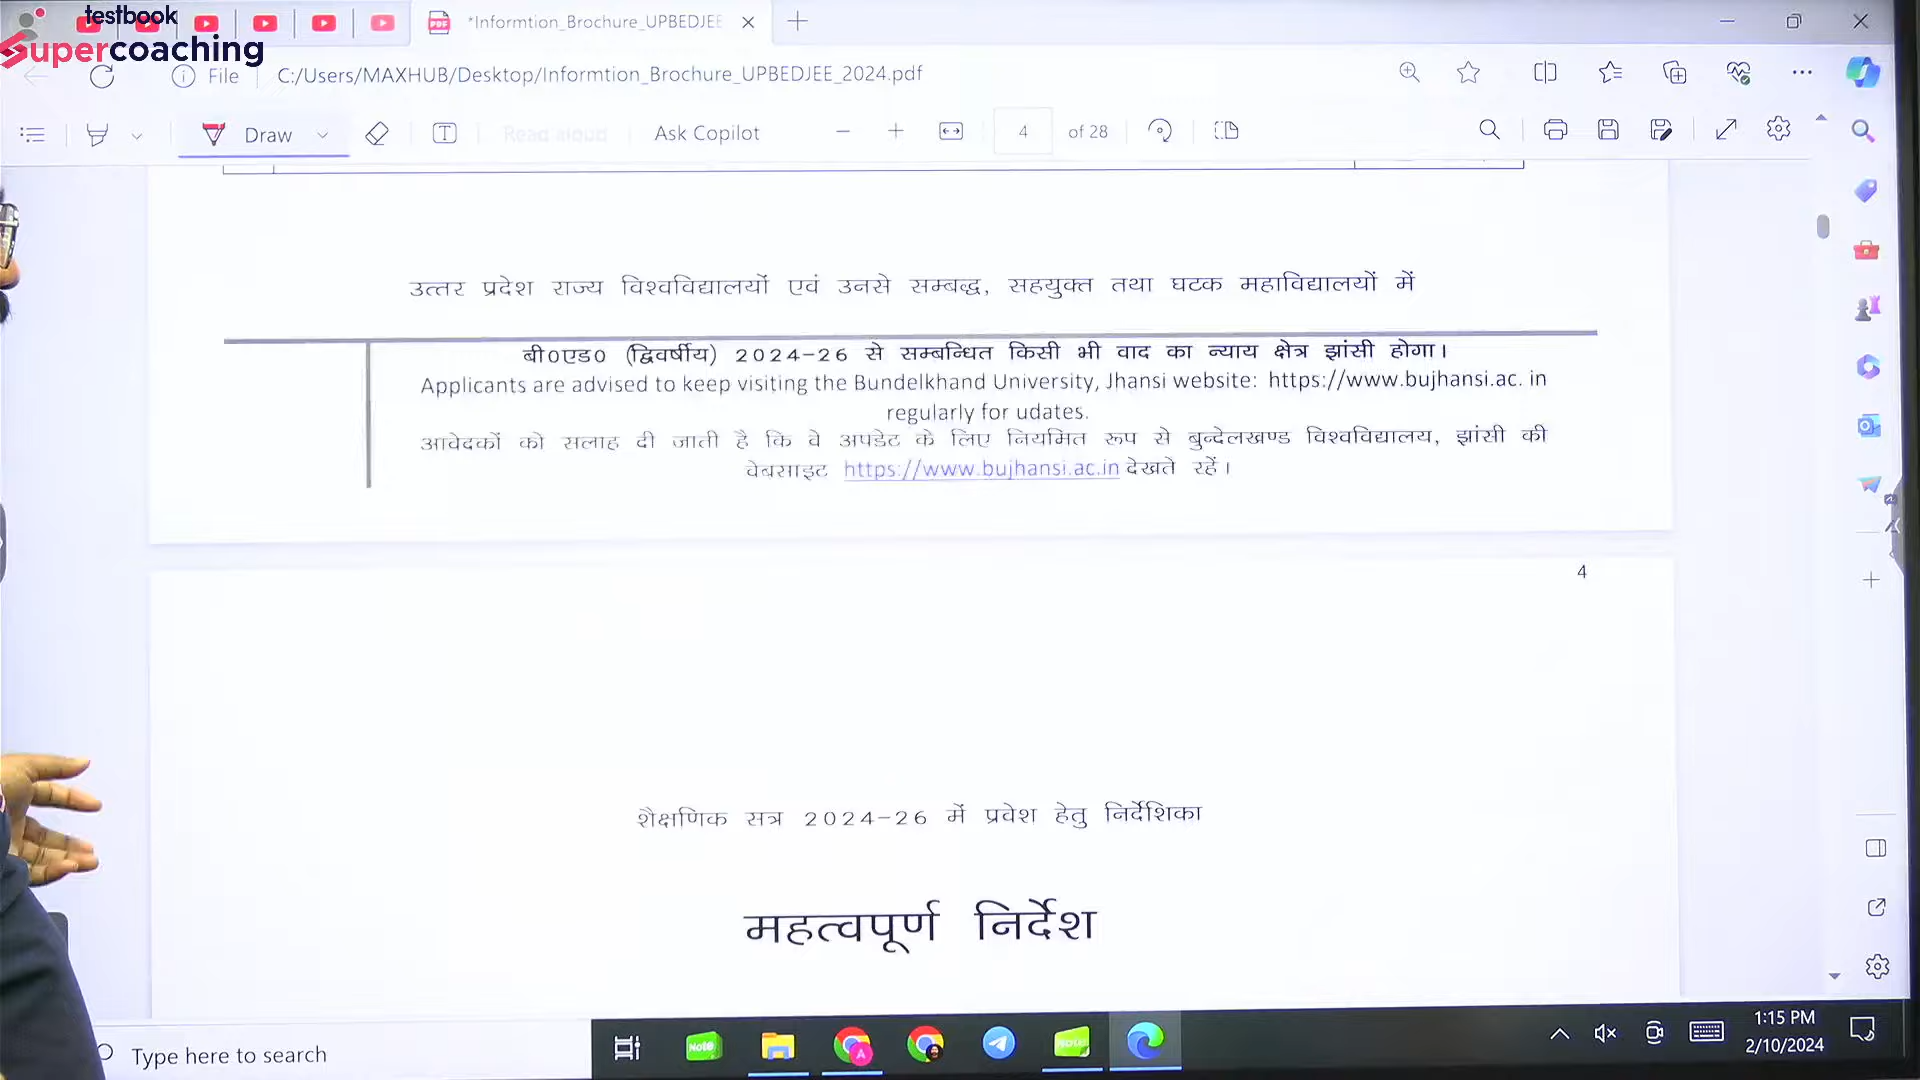 testbook
Supercoaching
*Informtion_Brochure_UPBEDJEE
File
C:/Users/MAXHUB/Desktop/Informtion_Brochure_UPBEDJEE_2024.pdf
Draw
Read aloud
Ask Copilot
4
of 28
उत्तर प्रदेश राज्य विश्वविद्यालयों एवं उनसे सम्बद्ध, सहयुक्त तथा घटक महाविद्यालयों में
बी०एड० (द्विवर्षीय) 2024-26 से सम्बन्धित किसी भी वाद का न्याय क्षेत्र झांसी होगा।
Applicants are advised to keep visiting the Bundelkhand University, Jhansi website: https://www.bujhansi.ac. in
regularly for udates.
आवेदकों को सलाह दी जाती है कि वे अपडेट के लिए नियमित रूप से बुन्देलखण्ड विश्वविद्यालय, झांसी की
वेबसाइट https://www.bujhansi.ac.in देखते रहें।
4
शैक्षणिक सत्र 2024-26 में प्रवेश हेतु निर्देशिका
महत्वपूर्ण निर्देश
Type here to search
Note
Note
A
1:15 PM
2/10/2024